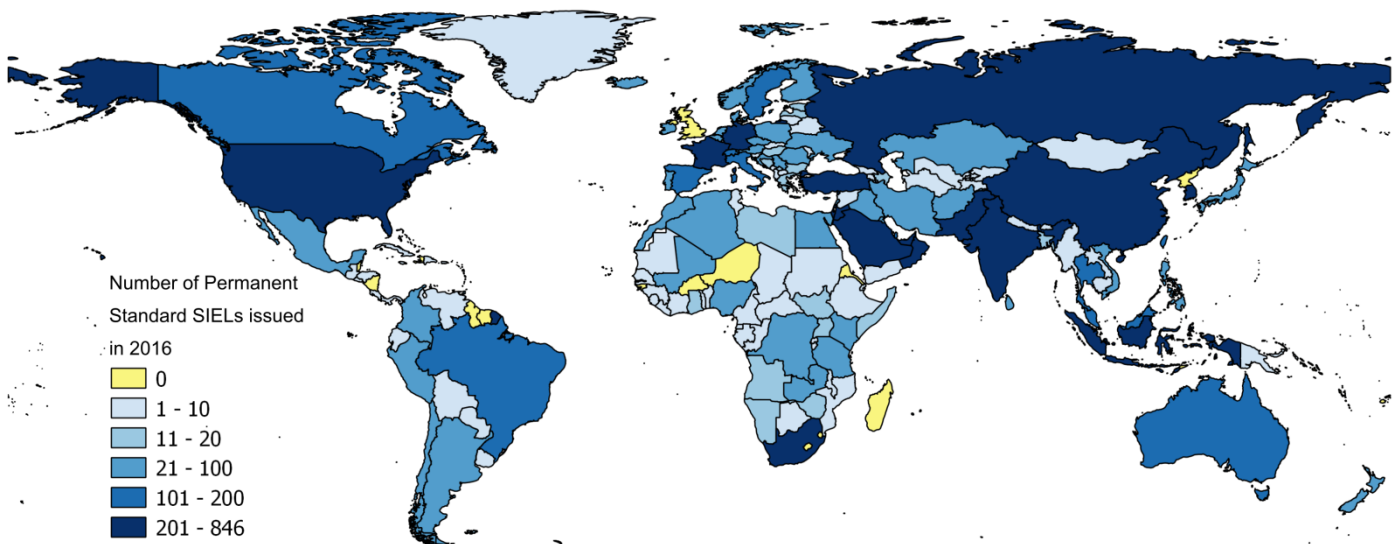 Number of Permanent
Standard SIELs issued
in 2016
0
1 - 10
11 - 20
21 - 100
101 - 200
201 - 846